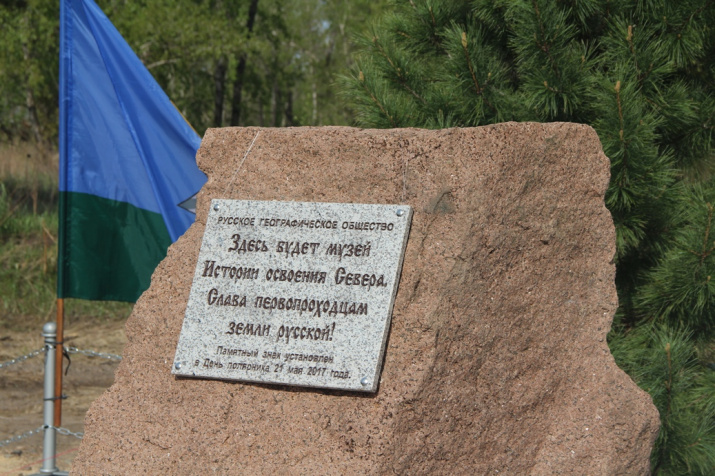 РУССКОЕ ГЕОГРАФИЧЕСКОЕ ОБЩЕСТВО
Здесь будет музей
Истории освоения Севера.
Слава первопроходцам
земли русской!
Памятный знак установлен
в День полярника 21 мая 2017 года.